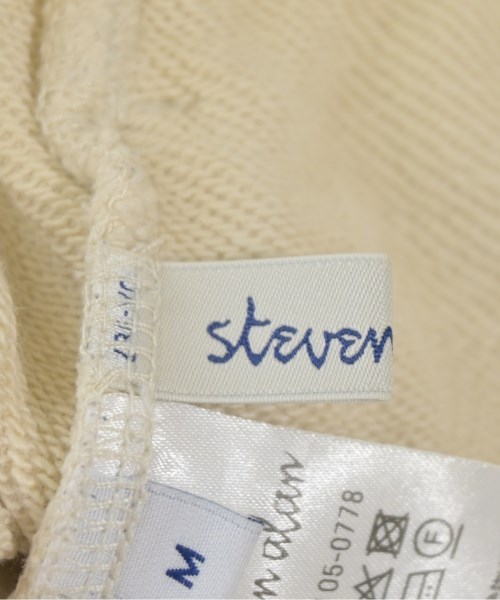 steven
M
n alan
05-0778
F